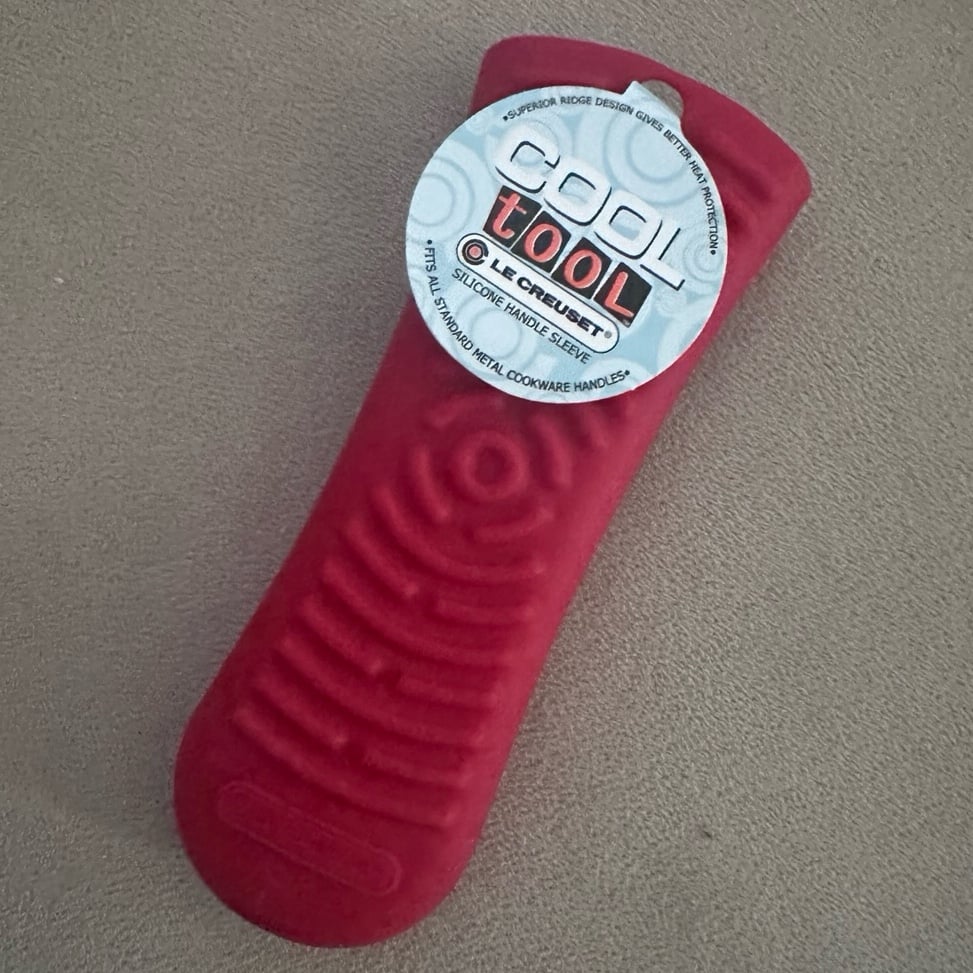 •SUPERIOR RIDGE DESIGN GIVES BETTER HEAT PROTECTION•
COOL
tOOL
LE CREUSET®
SILICONE HANDLE SLEEVE
•FITS ALL STANDARD METAL COOKWARE HANDLES•